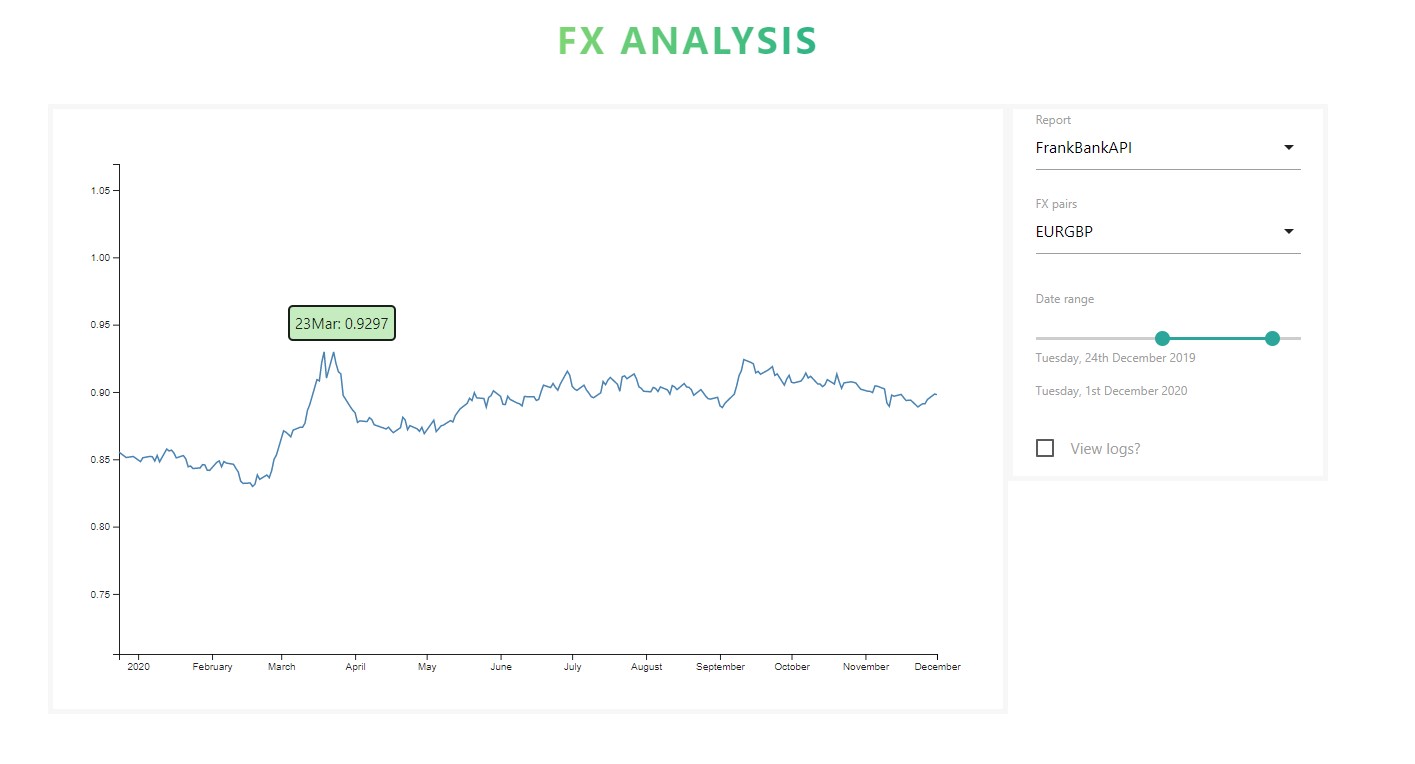 FX ANALYSIS
1.05
1.00
0.95
0.90
0.85
0.80
0.75
23Mar: 0.9297
2020 February March April May June July August September October November December
Report
FrankBankAPI
FX pairs
EURGBP
Date range
Tuesday, 24th December 2019
Tuesday, 1st December 2020
View logs?